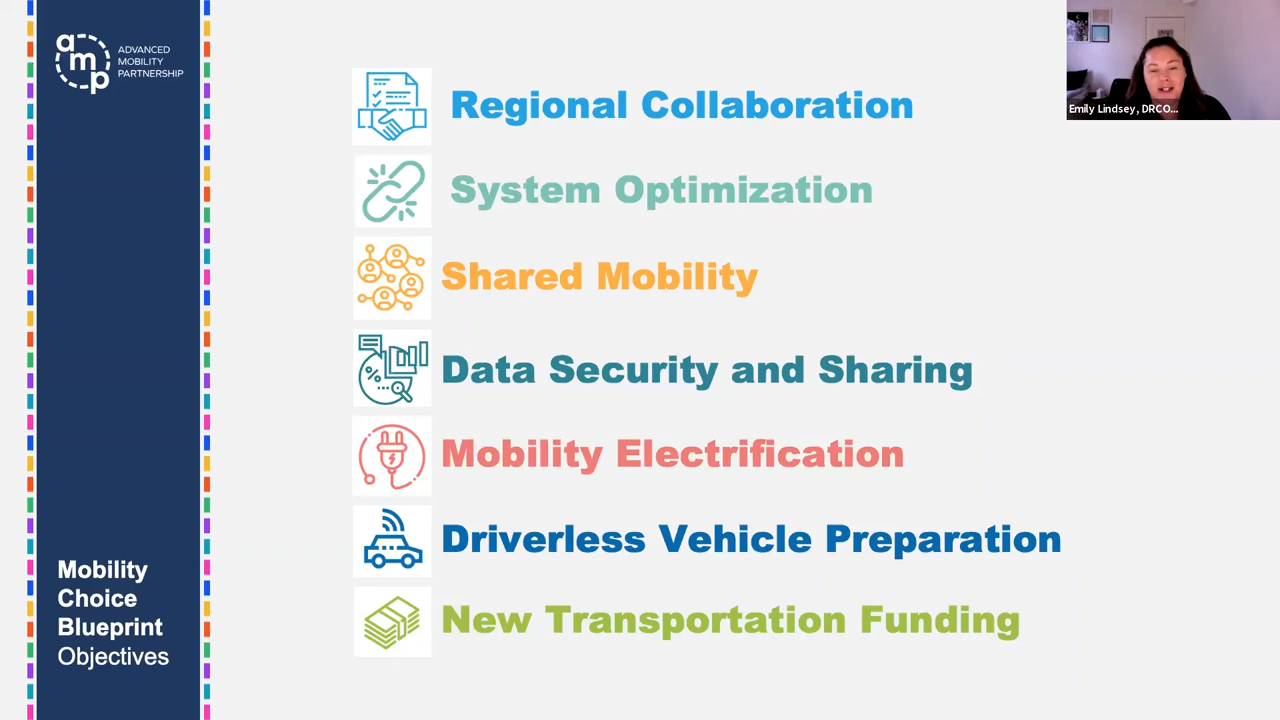 amp
ADVANCED
MOBILITY
PARTNERSHIP
Regional Collaboration
System Optimization
Shared Mobility
Data Security and Sharing
Mobility Electrification
Driverless Vehicle Preparation
New Transportation Funding
Mobility
Choice
Blueprint
Objectives
Emily Lindsey, DRCO...